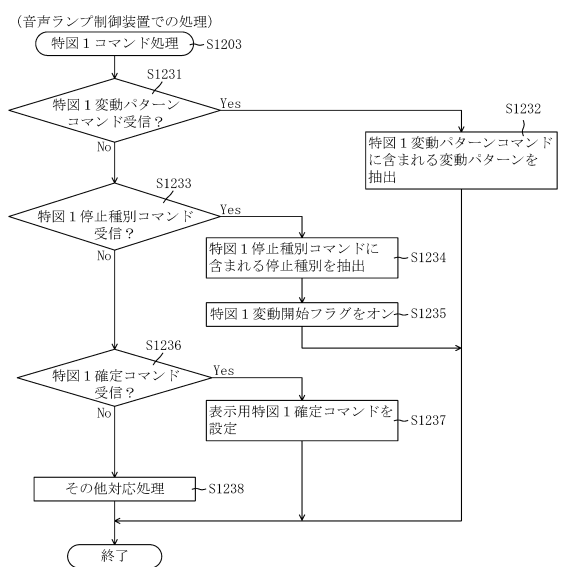 （音声ランプ制御装置での処理）
特図１コマンド処理
S1203
S1231
特図１変動パターン
コマンド受信？
Yes
No
S1232
特図１変動パターンコマンド
に含まれる変動パターンを
抽出
S1233
特図１停止種別コマンド
受信？
Yes
No
特図１停止種別コマンドに
含まれる停止種別を抽出
S1234
特図１変動開始フラグをオン
S1235
S1236
特図１確定コマンド
受信？
Yes
No
表示用特図１確定コマンドを
設定
S1237
その他対応処理
S1238
終了